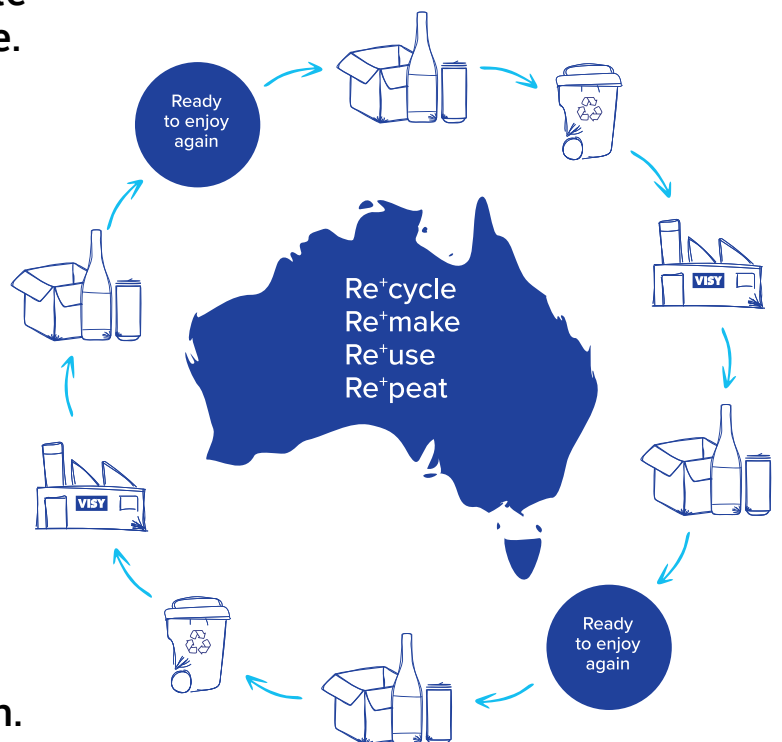 e.
Ready
to enjoy
again
VISY
Re⁺cycle
Re⁺make
Re⁺use
Re⁺peat
VISY
Ready
to enjoy
again
n.